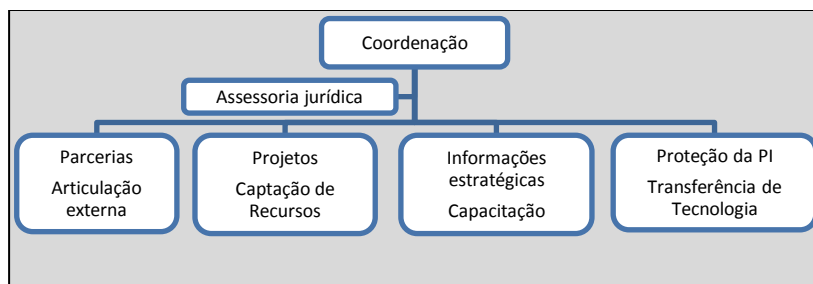 Coordenação
Assessoria jurídica
Parcerias
Articulação
externa
Projetos
Captação de
Recursos
Informações
estratégicas
Capacitação
Proteção da PI
Transferência de
Tecnologia